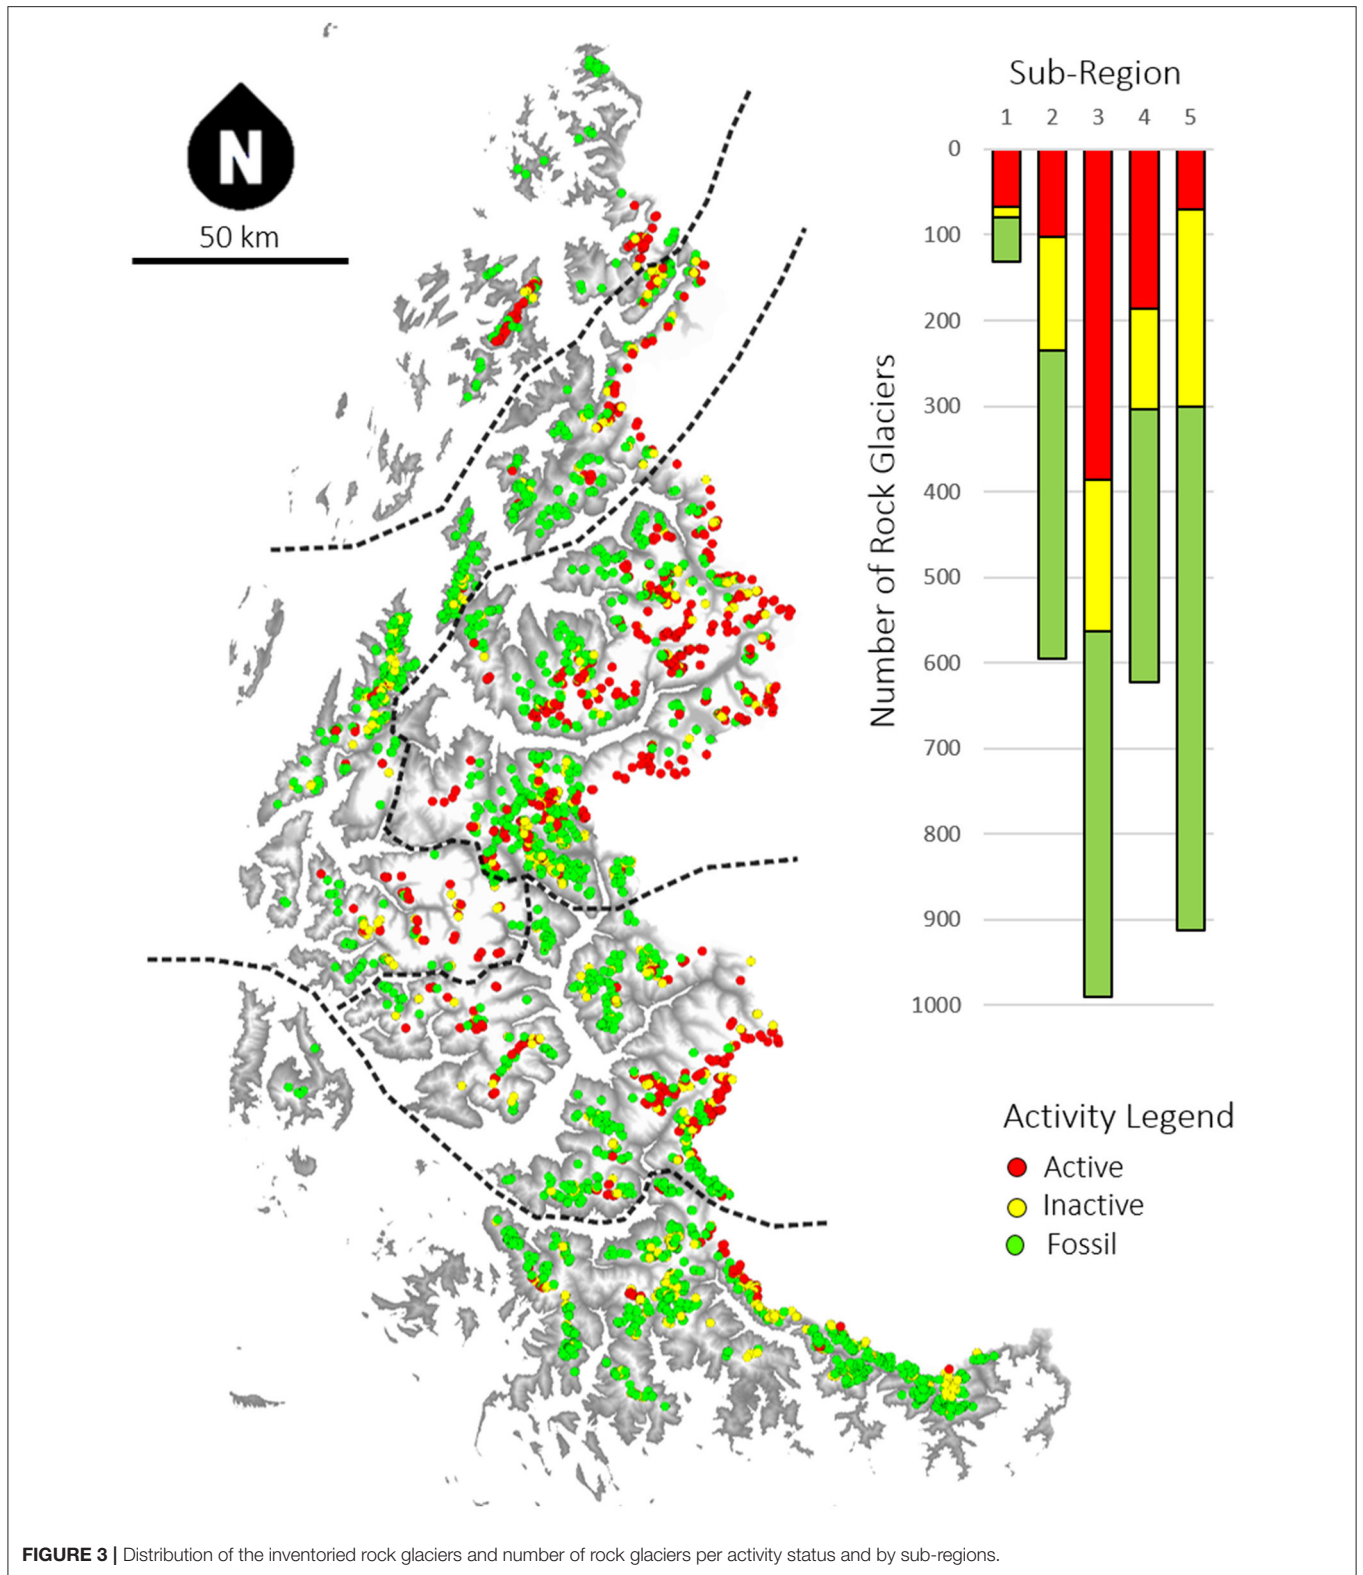 N
50 km
Sub-Region
1 2 3 4 5
0
100
200
300
400
500
600
700
800
900
1000
Number of Rock Glaciers
Activity Legend
Active
Inactive
Fossil
FIGURE 3 | Distribution of the inventoried rock glaciers and number of rock glaciers per activity status and by sub-regions.